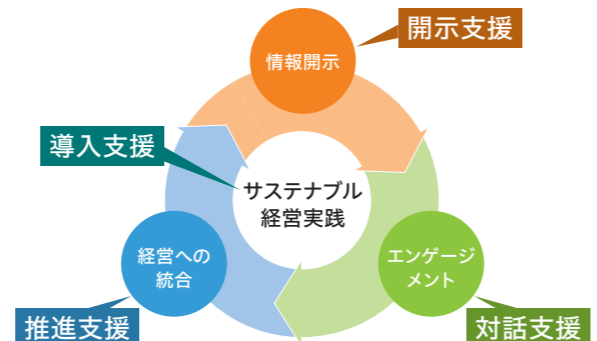 開示支援
情報開示
導入支援
サステナブル
経営実践
経営への
統合
エンゲージ
メント
推進支援
対話支援